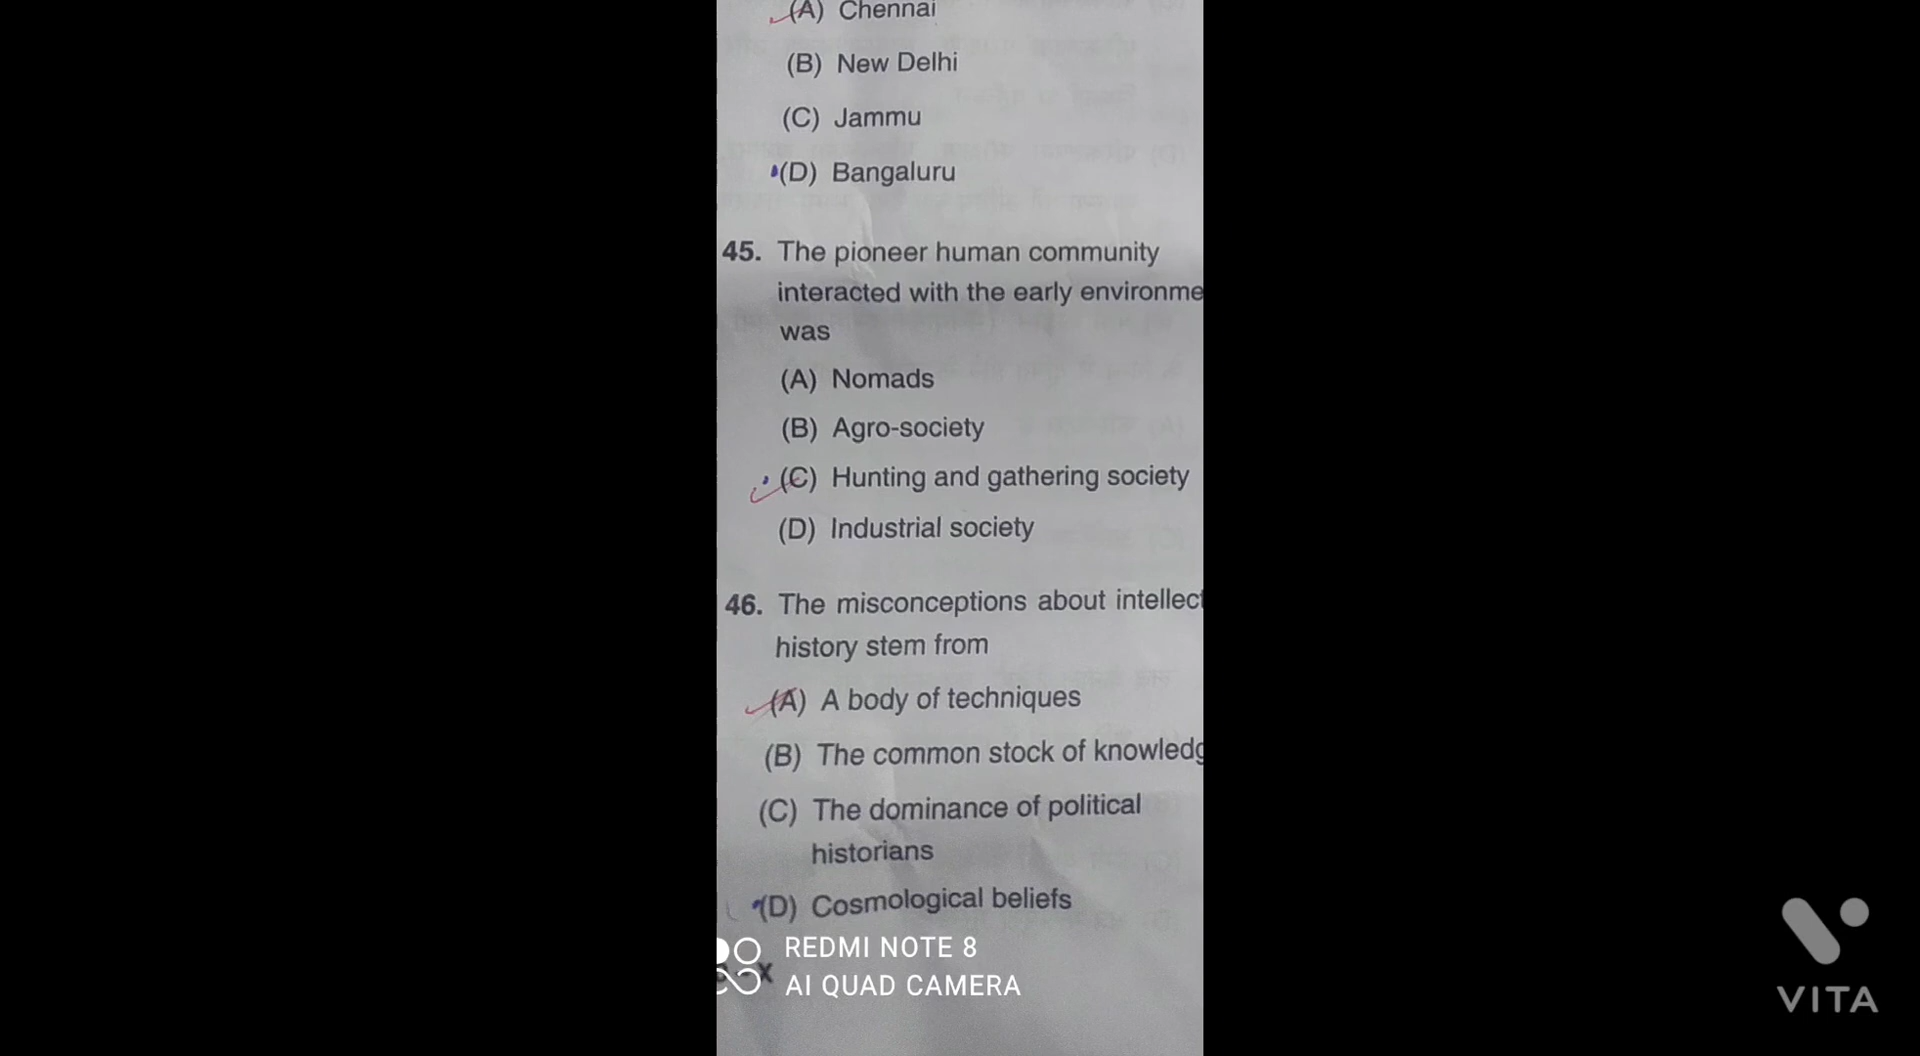 (A) Chennai
(B) New Delhi
(C) Jammu
(D) Bangaluru
45. The pioneer human community
interacted with the early environme
was
(A) Nomads
(B) Agro-society
(C) Hunting and gathering society
(D) Industrial society
46. The misconceptions about intellect
history stem from
(A) A body of techniques
(B) The common stock of knowledg
(C) The dominance of political
historians
(D) Cosmological beliefs
X
REDMI NOTE 8
AI QUAD CAMERA
VITA